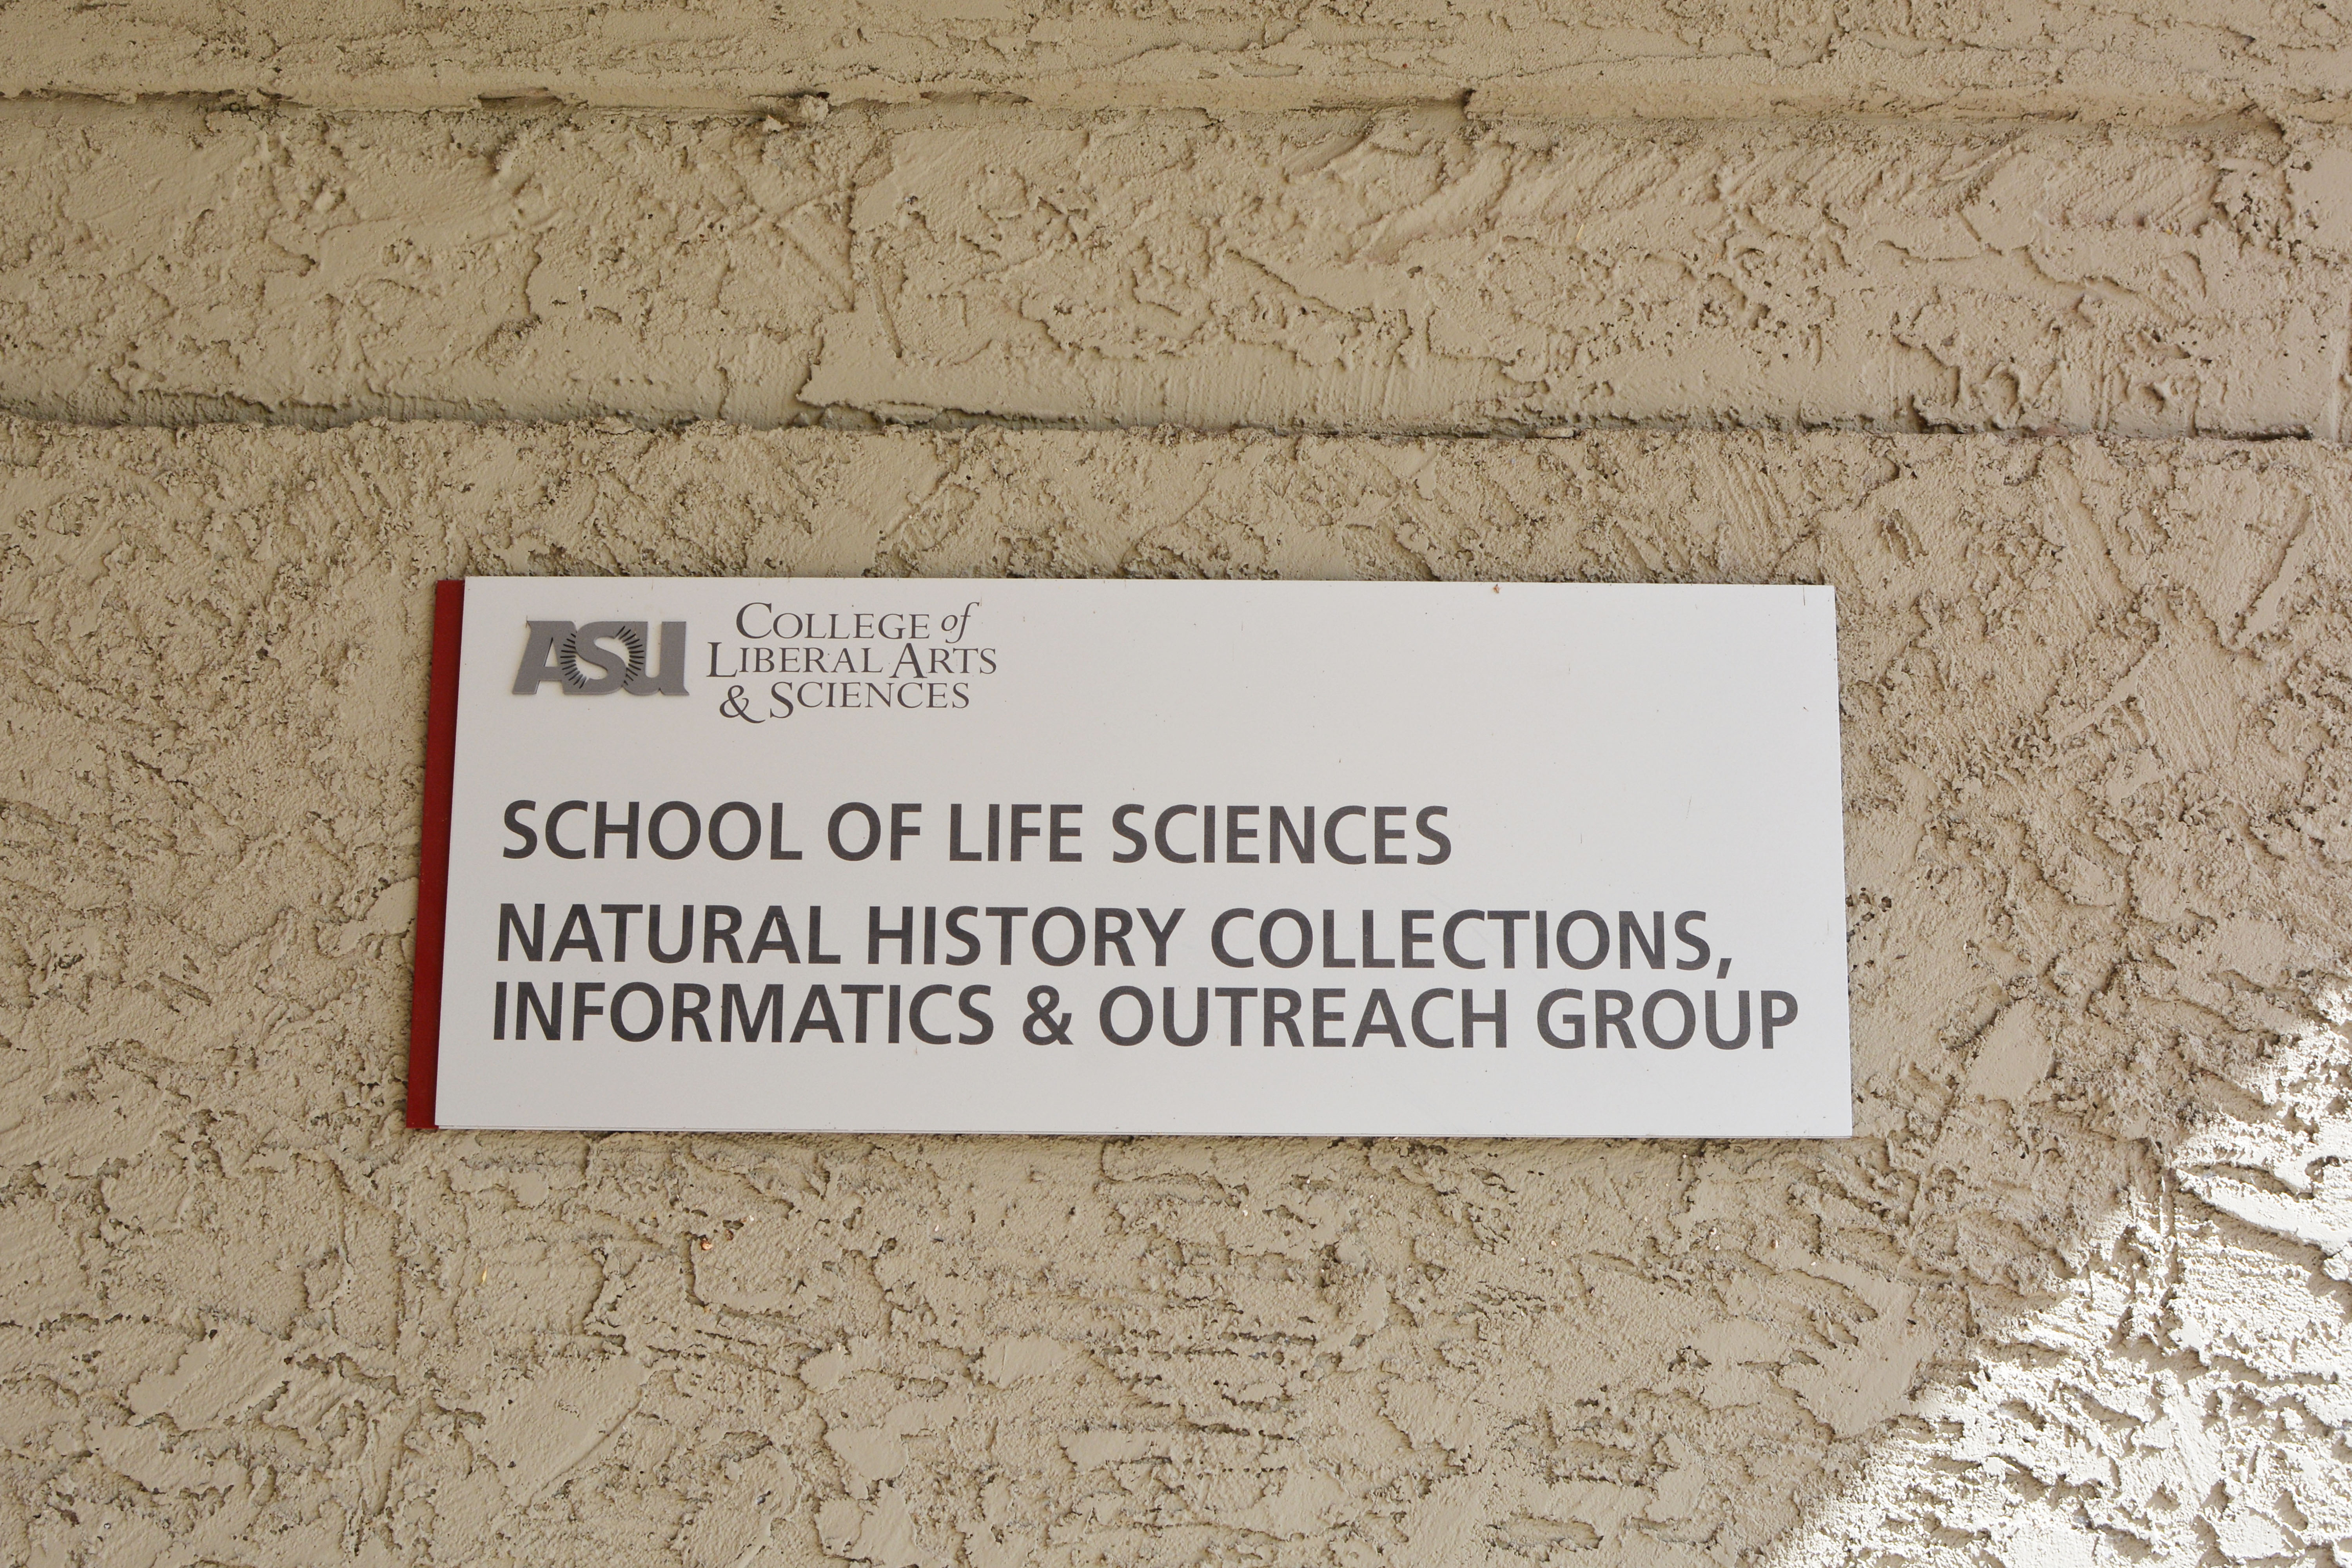 ASU
COLLEGE of
LIBERAL ARTS
& SCIENCES
SCHOOL OF LIFE SCIENCES
NATURAL HISTORY COLLECTIONS,
INFORMATICS & OUTREACH GROUP